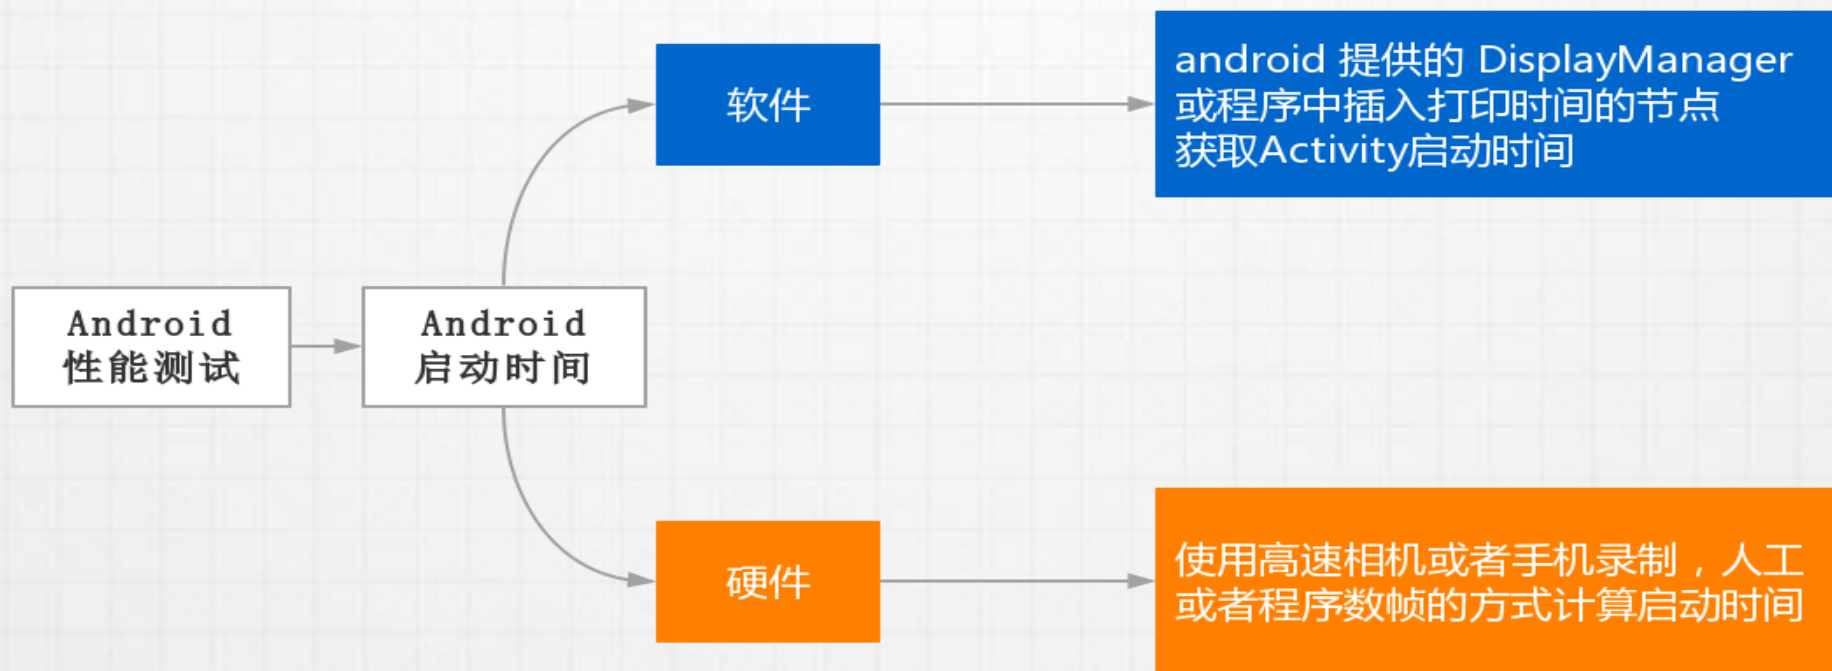 Android
性能测试
Android
启动时间
软件
android 提供的 DisplayManager
或程序中插入打印时间的节点
获取Activity启动时间
硬件
使用高速相机或者手机录制，人工
或者程序数帧的方式计算启动时间